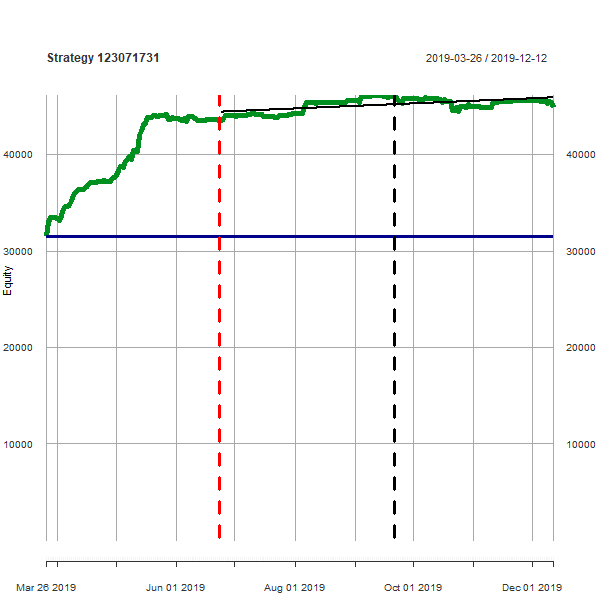 Strategy 123071731
2019-03-26 / 2019-12-12
40000
40000
30000
30000
Equity
20000
20000
10000
10000
Mar 26 2019
Jun 01 2019
Aug 01 2019
Oct 01 2019
Dec 01 2019